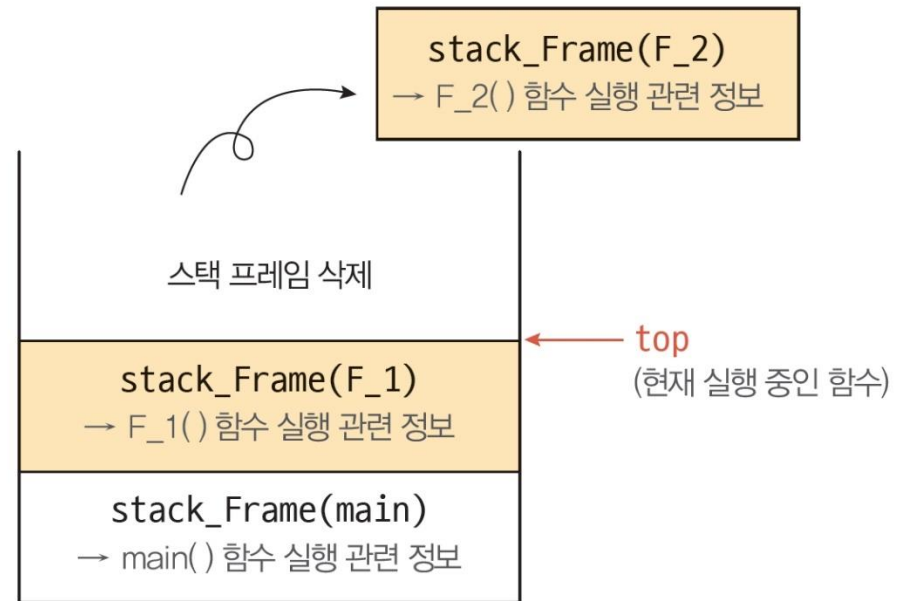 stack_Frame(F_2)
→ F_2( ) 함수 실행 관련 정보
스택 프레임 삭제
top
(현재 실행 중인 함수)
stack_Frame(F_1)
→ F_1( ) 함수 실행 관련 정보
stack_Frame(main)
→ main( ) 함수 실행 관련 정보